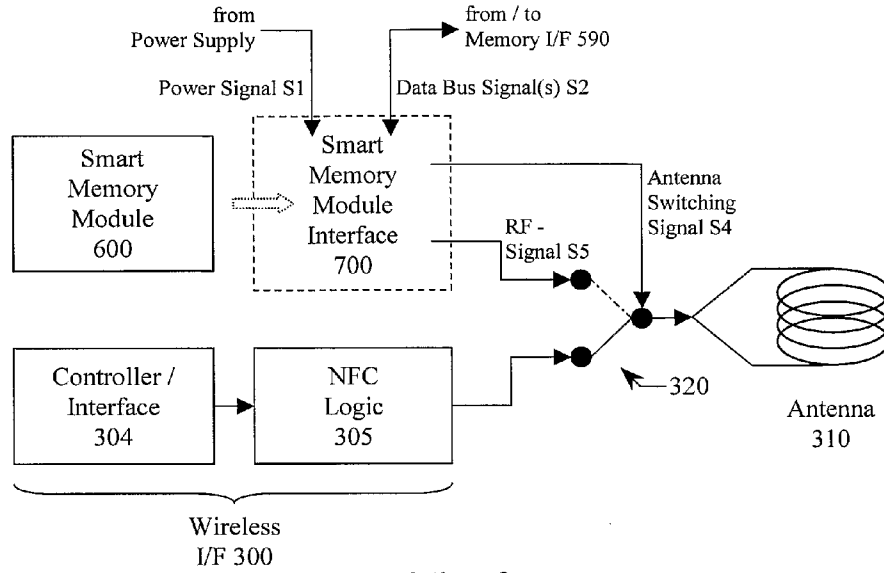 from
Power Supply
from / to
Memory I/F 590
Power Signal S1
Data Bus Signal(s) S2
Smart
Memory
Module
600
Smart
Memory
Module
Interface
700
Antenna
Switching
Signal S4
RF -
Signal S5
Controller /
Interface
304
NFC
Logic
305
320
Antenna
310
Wireless
I/F 300